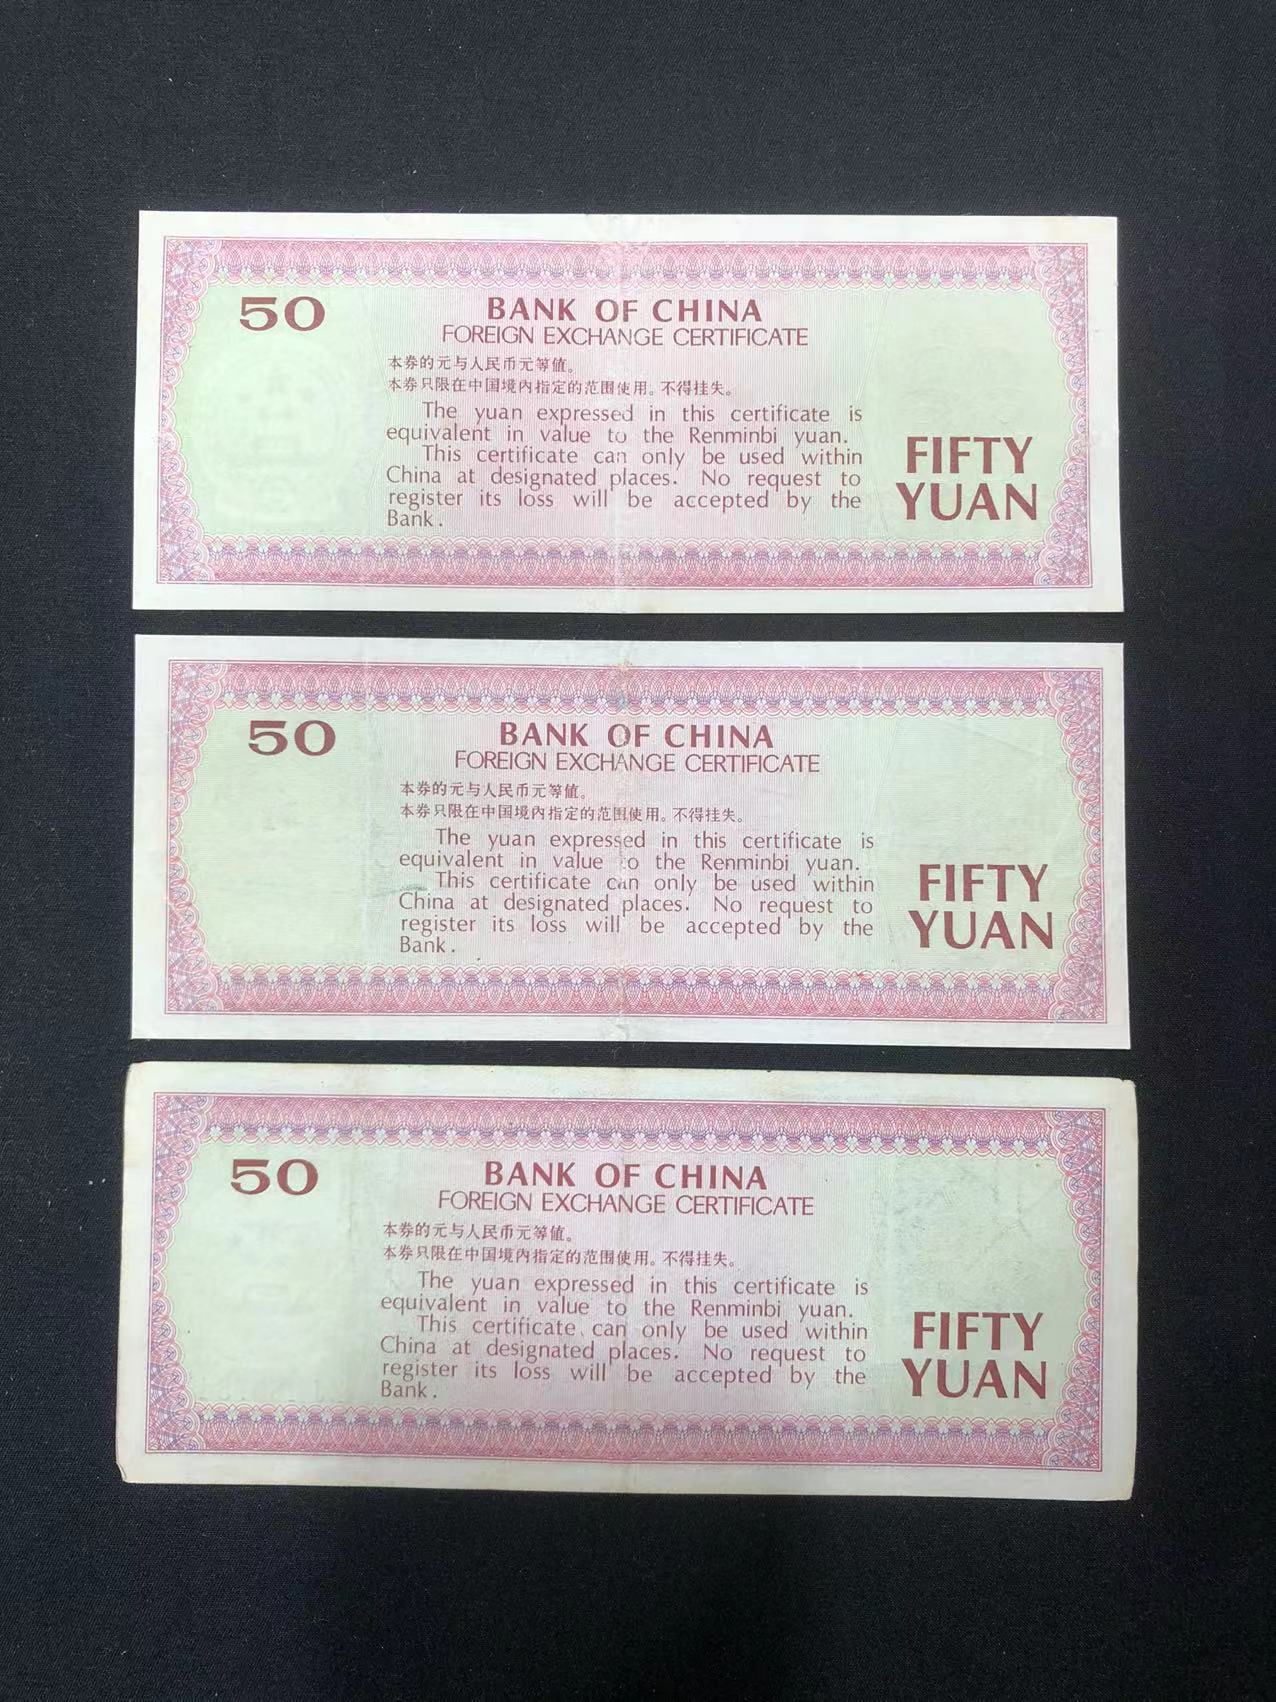 50
BANK OF CHINA
FOREIGN EXCHANGE CERTIFICATE
本券的元与人民币元等値。
本券只限在中国境内指定的范围使用。不得挂失。
The yuan expressed in this certificate is
equivalent in value to the Renminbi yuan.
This certificate can only be used within
China at designated places. No request to
register its loss will be accepted by the
Bank.
FIFTY
YUAN
50
BANK OF CHINA
FOREIGN EXCHANGE CERTIFICATE
本券的元与人民币元等値。
本券只限在中国境内指定的范围使用。不得挂失。
The yuan expressed in this certificate is
equivalent in value to the Renminbi yuan.
This certificate can only be used within
China at designated places. No request to
register its loss will be accepted by the
Bank.
FIFTY
YUAN
50
BANK OF CHINA
FOREIGN EXCHANGE CERTIFICATE
本券的元与人民币元等値。
本券只限在中国境内指定的范围使用。不得挂失。
The yuan expressed in this certificate is
equivalent in value to the Renminbi yuan.
This certificate can only be used within
China at designated places. No request to
register its loss will be accepted by the
Bank.
FIFTY
YUAN